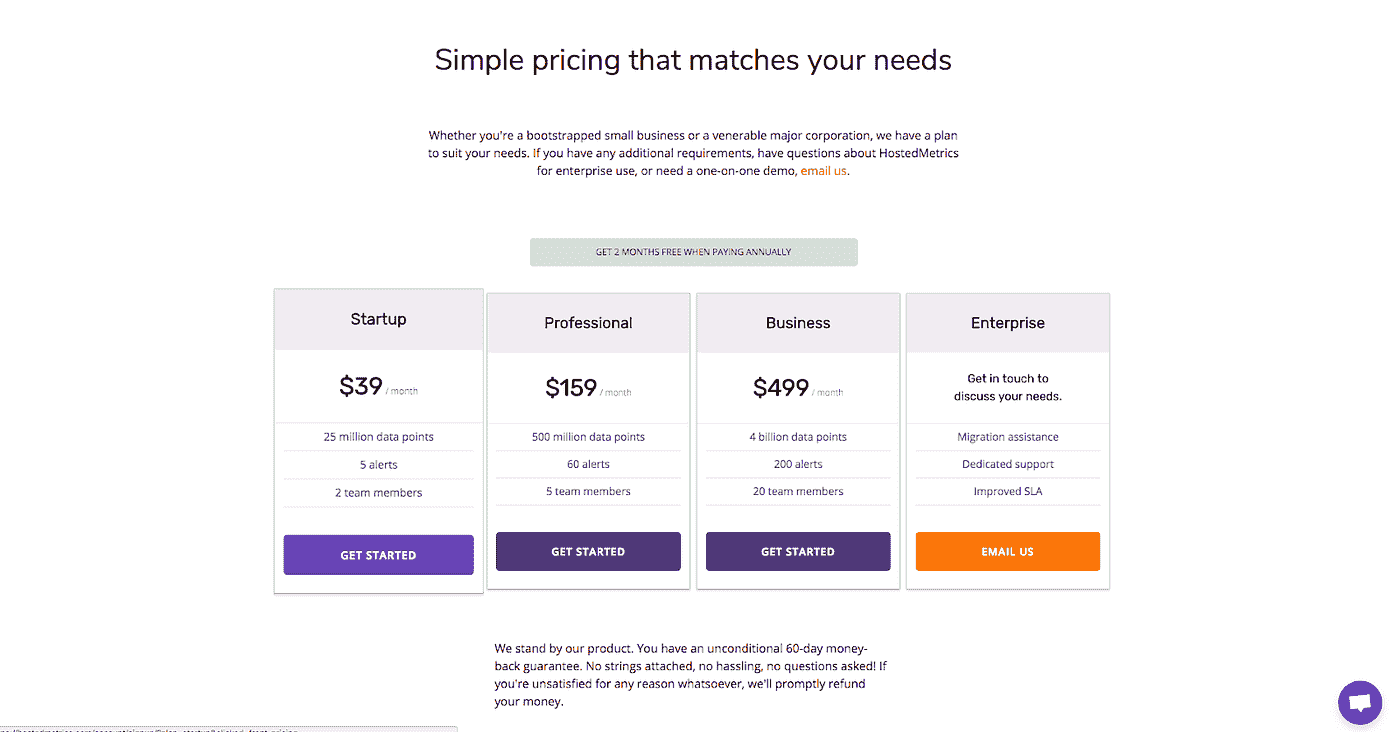 Simple pricing that matches your needs
Whether you're a bootstrapped small business or a venerable major corporation, we have a plan
to suit your needs. If you have any additional requirements, have questions about HostedMetrics
for enterprise use, or need a one-on-one demo, email us.
GET 2 MONTHS FREE WHEN PAYING ANNUALLY
Startup
$39 / month
25 million data points
5 alerts
2 team members
GET STARTED
Professional
$159 / month
500 million data points
60 alerts
5 team members
GET STARTED
Business
$499 / month
4 billion data points
200 alerts
20 team members
GET STARTED
Enterprise
Get in touch to
discuss your needs.
Migration assistance
Dedicated support
Improved SLA
EMAIL US
We stand by our product. You have an unconditional 60-day money-
back guarantee. No strings attached, no hassling, no questions asked! If
you're unsatisfied for any reason whatsoever, we'll promptly refund
your money.